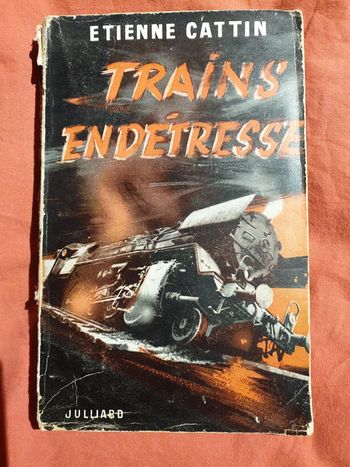 ETIENNE CATTIN
TRAINS
EN DÉTRESSE
JULLIARD